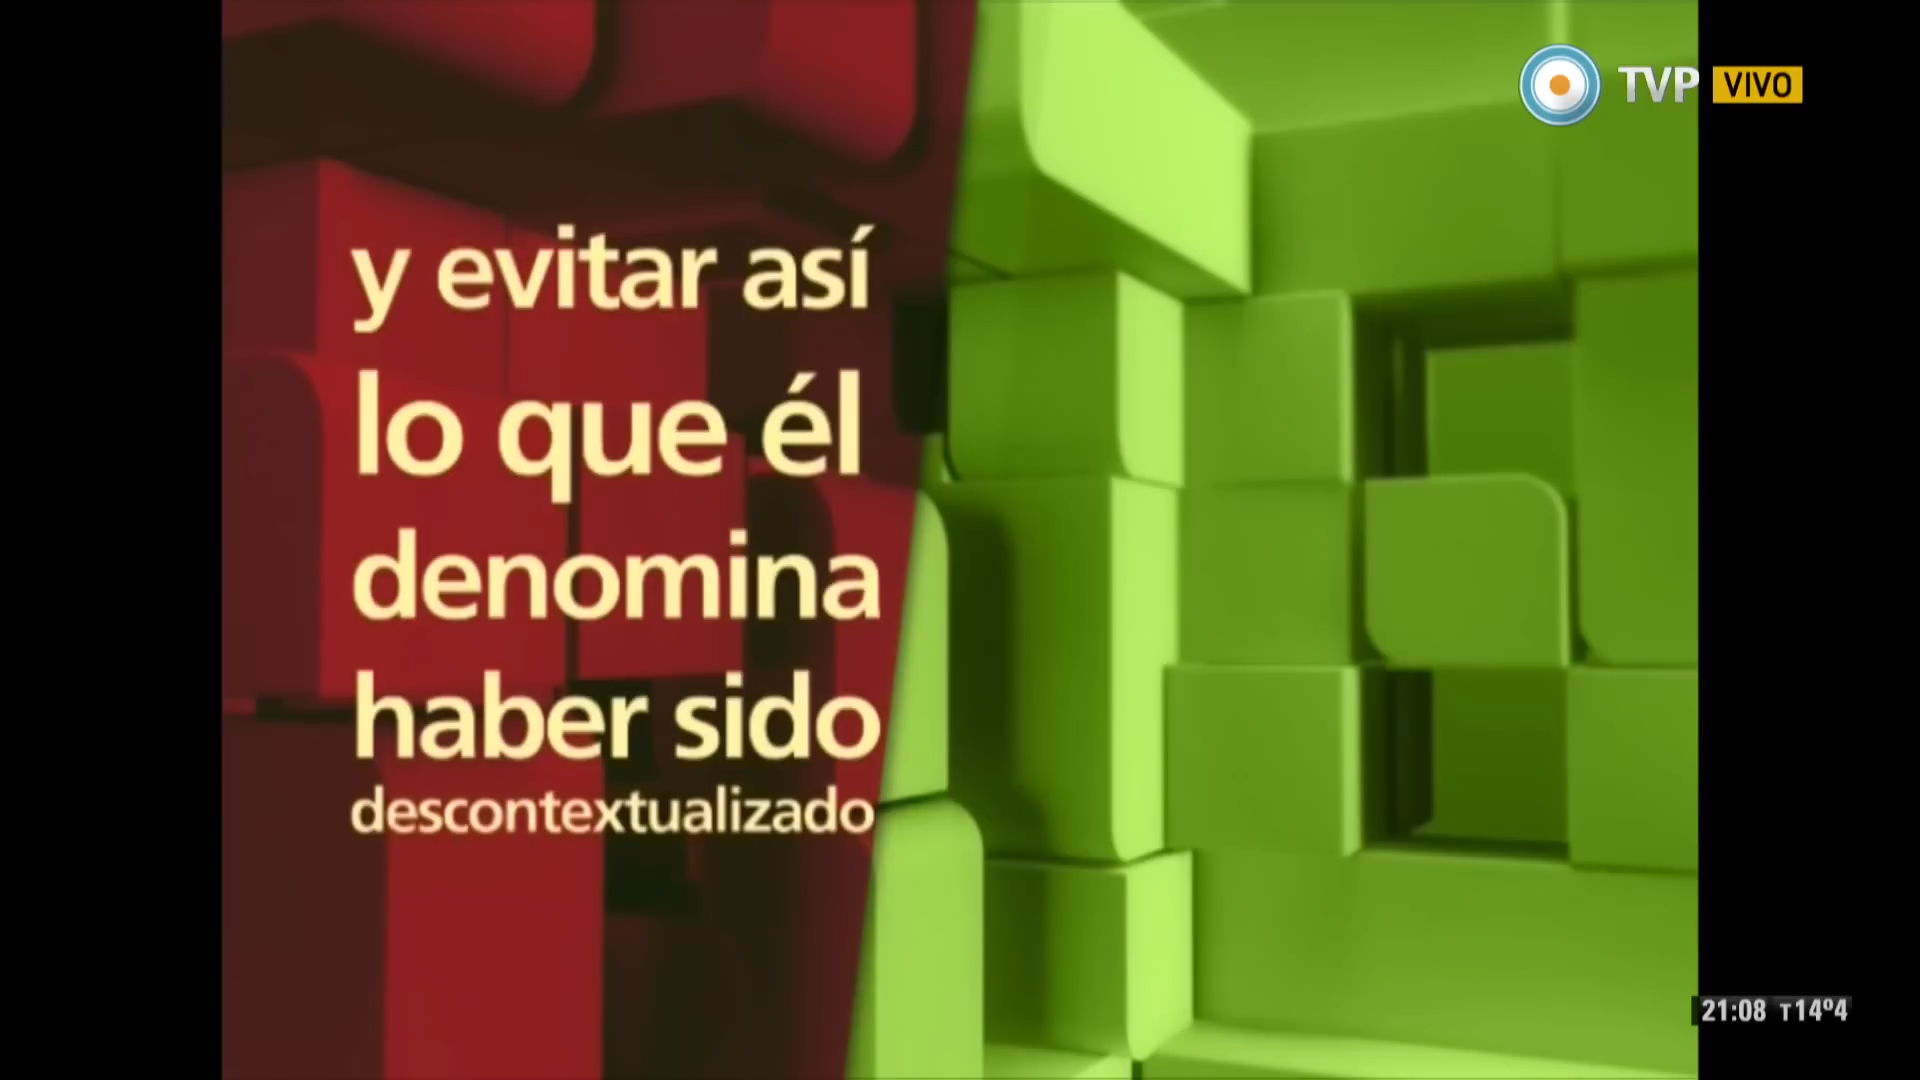 TVP VIVO
y evitar así
lo que él
denomina
haber sido
descontextualizado
21:08 T14º4